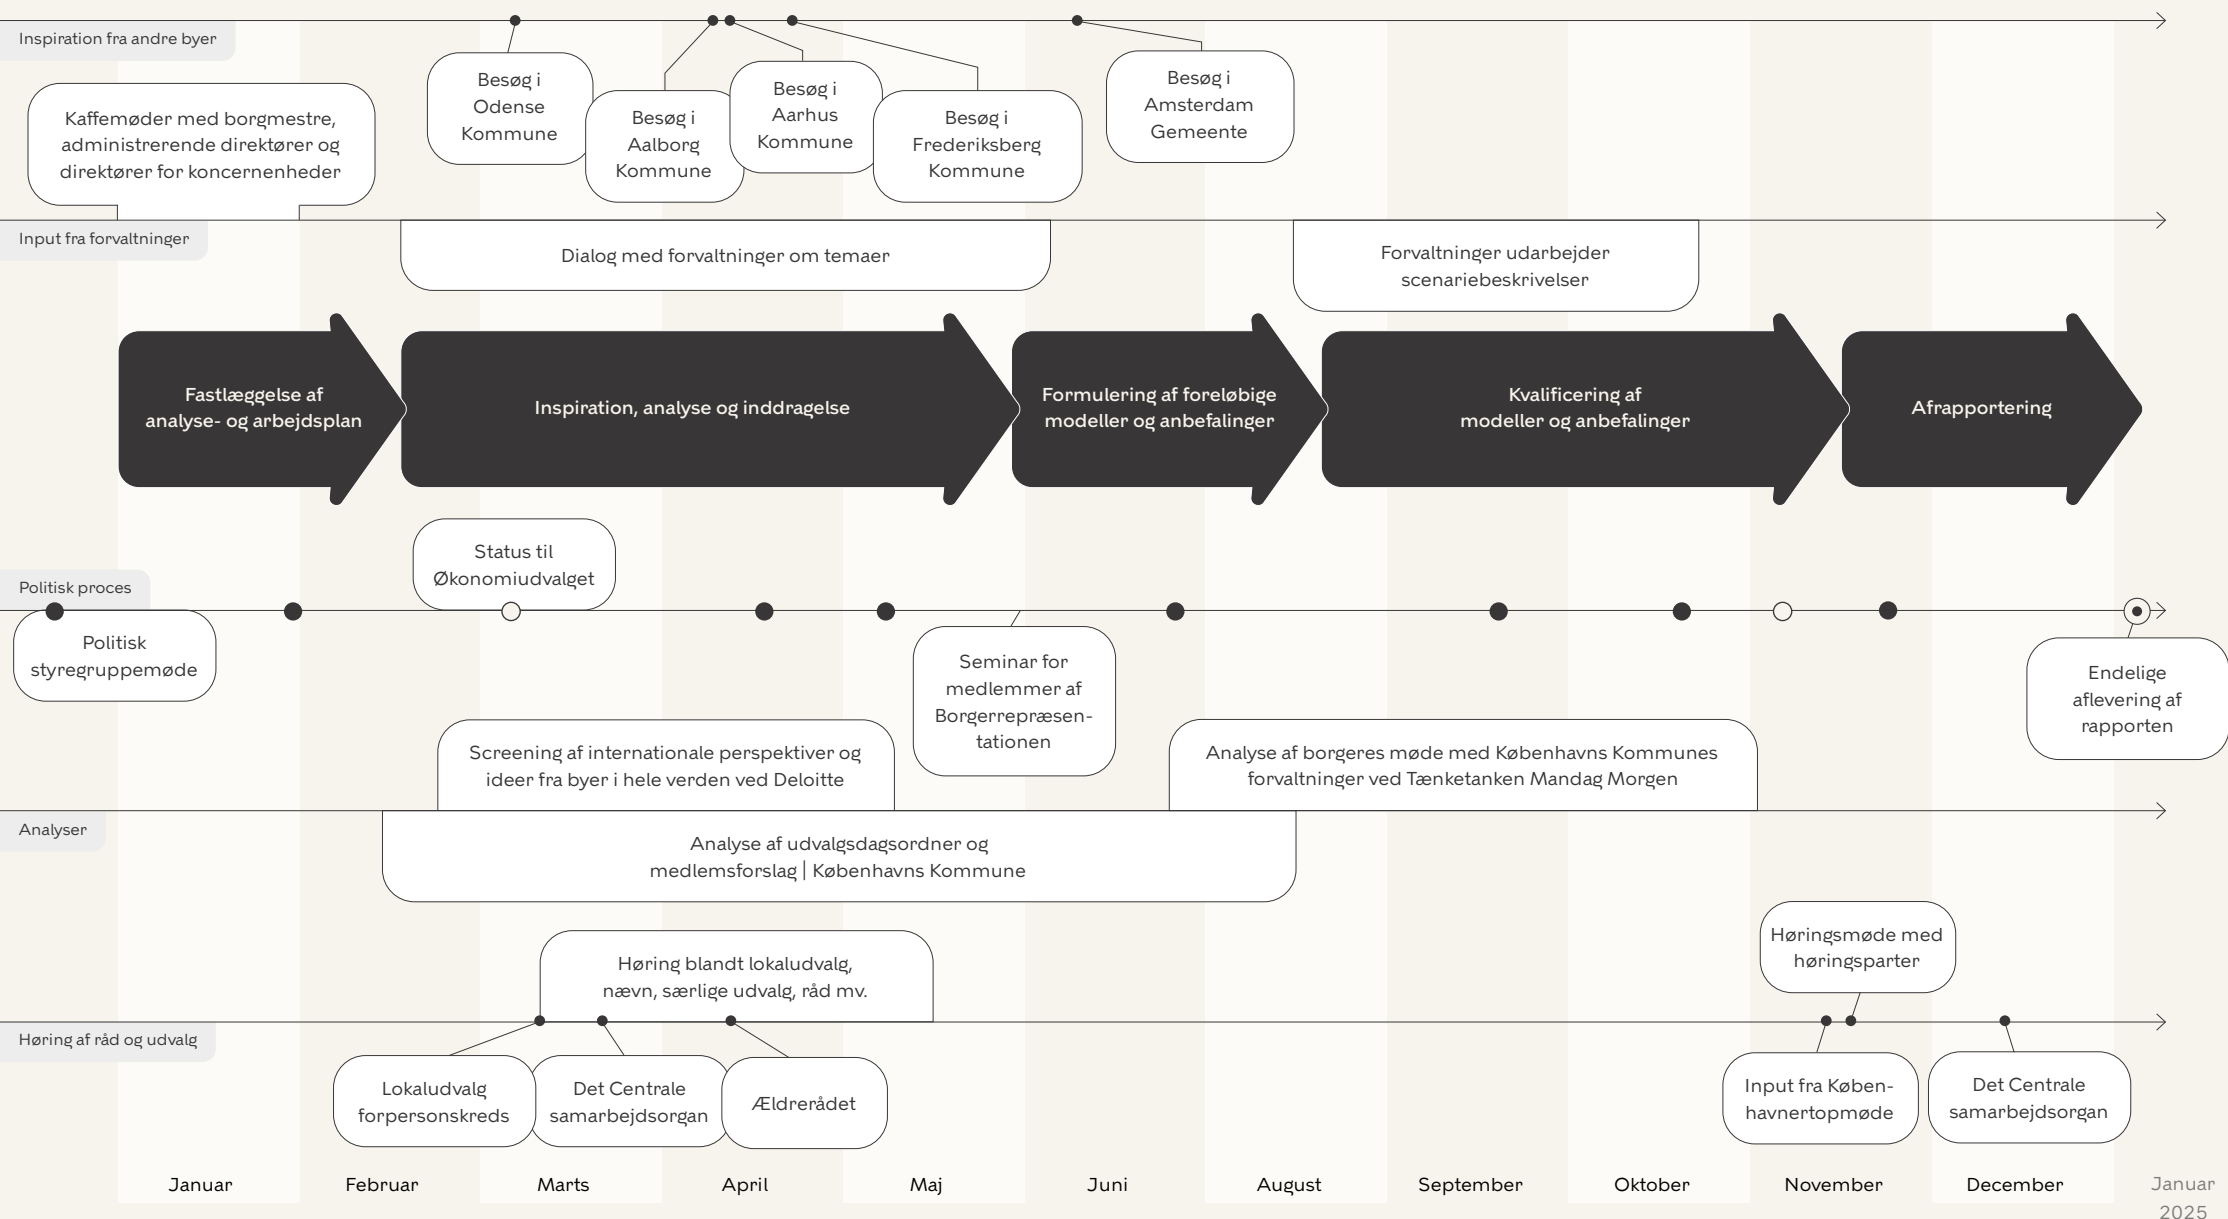 Inspiration fra andre byer
Besøg i
Odense
Kommune
Besøg i
Aalborg
Kommune
Besøg i
Aarhus
Kommune
Besøg i
Frederiksberg
Kommune
Besøg i
Amsterdam
Gemeente
Kaffemøder med borgmestre,
administrerende direktører og
direktører for koncernenheder
Input fra forvaltninger
Dialog med forvaltninger om temaer
Forvaltninger udarbejder
scenariebeskrivelser
Fastlæggelse af
analyse- og arbejdsplan
Inspiration, analyse og inddragelse
Formulering af foreløbige
modeller og anbefalinger
Kvalificering af
modeller og anbefalinger
Afrapportering
Status til
Økonomiudvalget
Politisk proces
Politisk
styregruppemøde
Seminar for
medlemmer af
Borgerrepræsen-
tationen
Endelige
aflevering af
rapporten
Screening af internationale perspektiver og
ideer fra byer i hele verden ved Deloitte
Analyse af borgeres møde med Københavns Kommunes
forvaltninger ved Tænketanken Mandag Morgen
Analyser
Analyse af udvalgsdagsordner og
medlemsforslag | Københavns Kommune
Høring blandt lokaludvalg,
nævn, særlige udvalg, råd mv.
Høringsmøde med
høringsparter
Høring af råd og udvalg
Lokaludvalg
forpersonskreds
Det Centrale
samarbejdsorgan
Ældrerådet
Input fra Køben-
havnertopmøde
Det Centrale
samarbejdsorgan
Januar
Februar
Marts
April
Maj
Juni
August
September
Oktober
November
December
Januar
2025